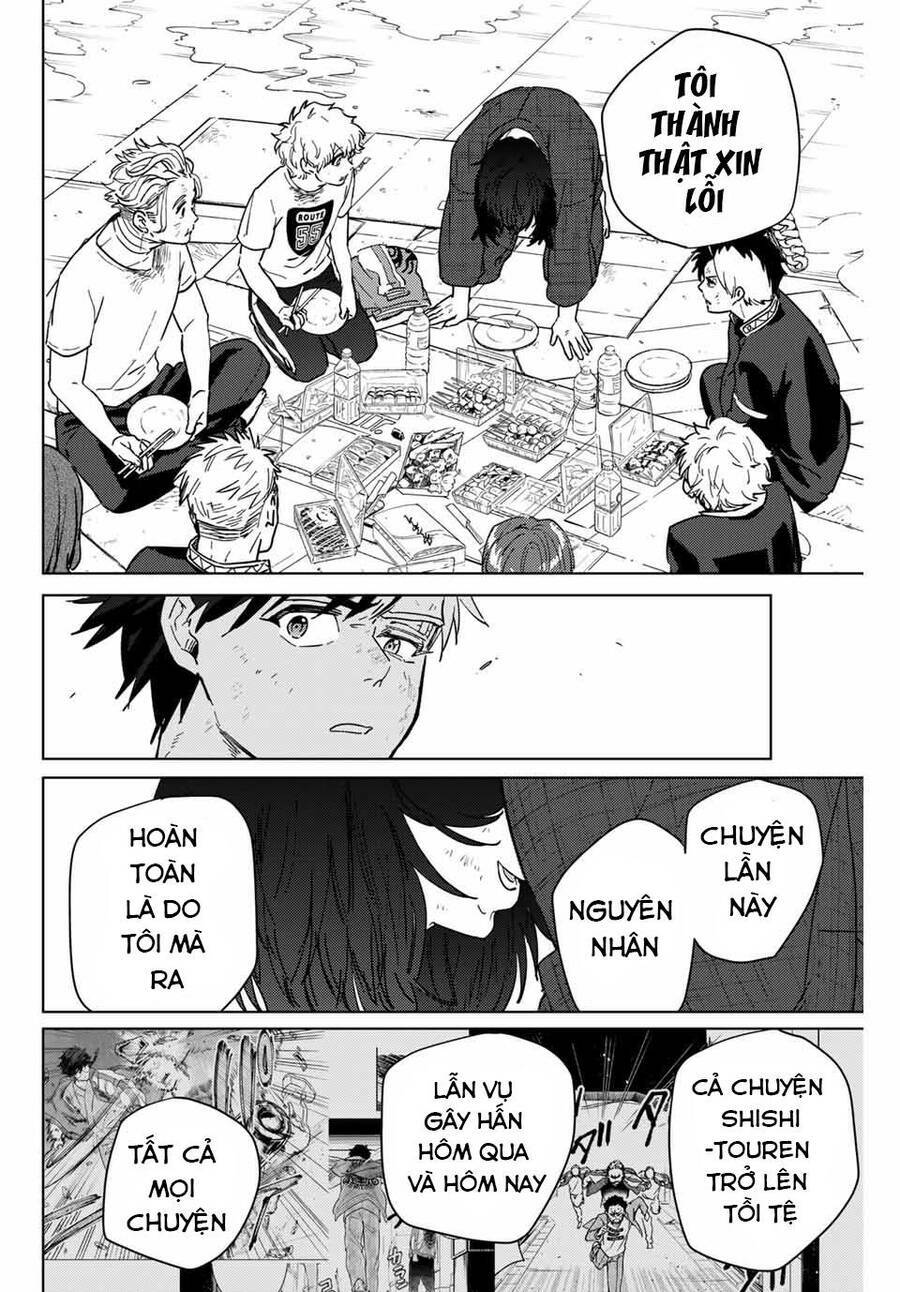 TÔI
THÀNH
THẬT XIN
LỖI
ROUTE
55
CHUYỆN
LẦN
NÀY
NGUYÊN
NHÂN
HOÀN
TOÀN
LÀ DO
TÔI MÀ
RA
CẢ CHUYỆN
SHISHI
-TOUREN
TRỞ LÊN
TỒI TỆ
LẪN VỤ
GÂY HẤN
HÔM QUA
VÀ HÔM NAY
TẤT CẢ
MỌI
CHUYỆN